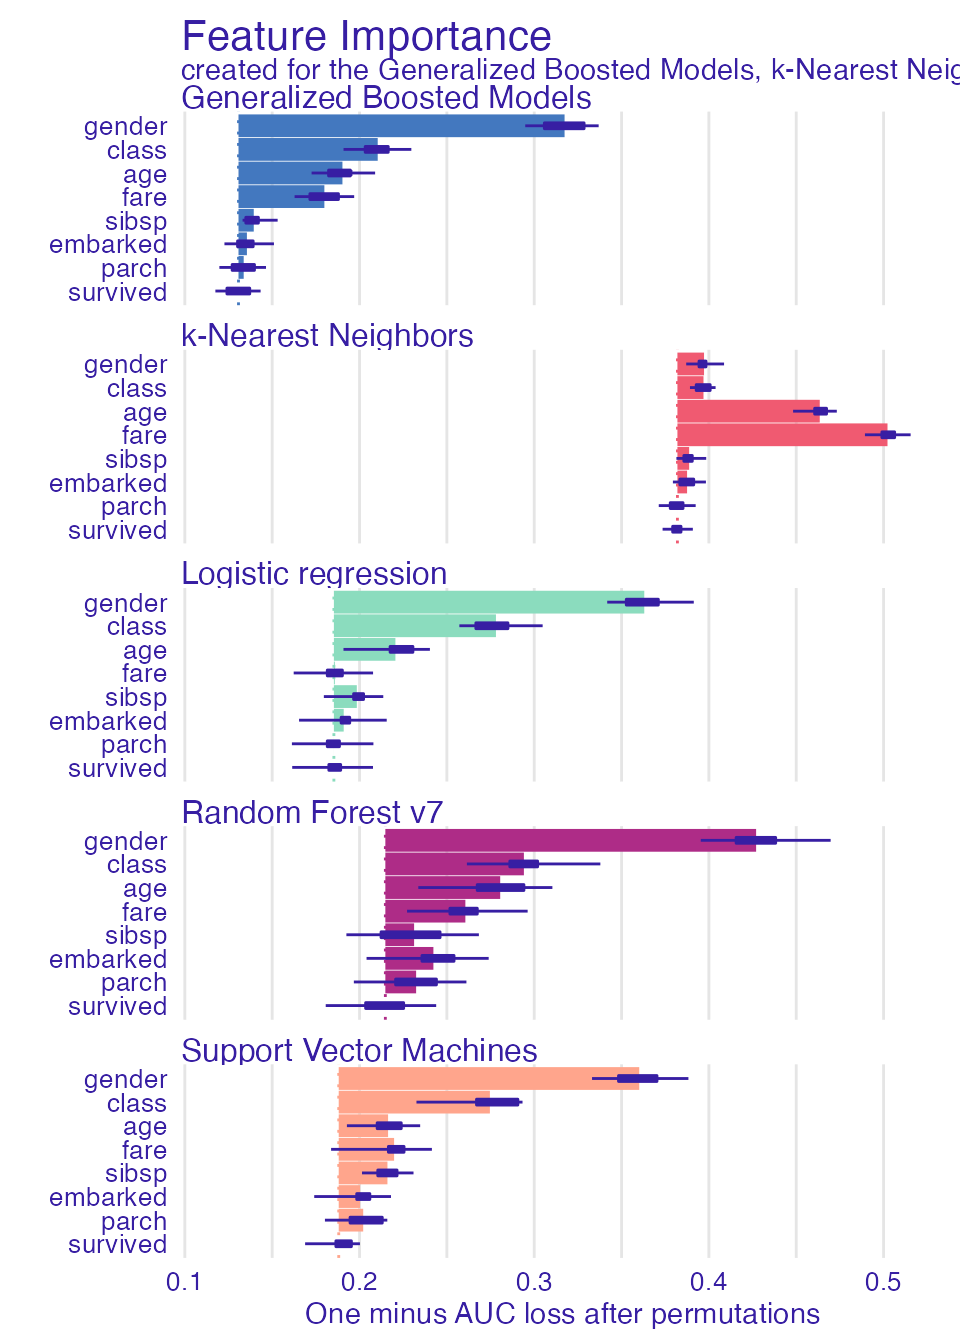 Feature Importance
created for the Generalized Boosted Models, k-Nearest Neig
Generalized Boosted Models
gender
class
age
fare
sibsp
embarked
parch
survived
k-Nearest Neighbors
gender
class
age
fare
sibsp
embarked
parch
survived
Logistic regression
gender
class
age
fare
sibsp
embarked
parch
survived
Random Forest v7
gender
class
age
fare
sibsp
embarked
parch
survived
Support Vector Machines
gender
class
age
fare
sibsp
embarked
parch
survived
0.1 0.2 0.3 0.4 0.5
One minus AUC loss after permutations